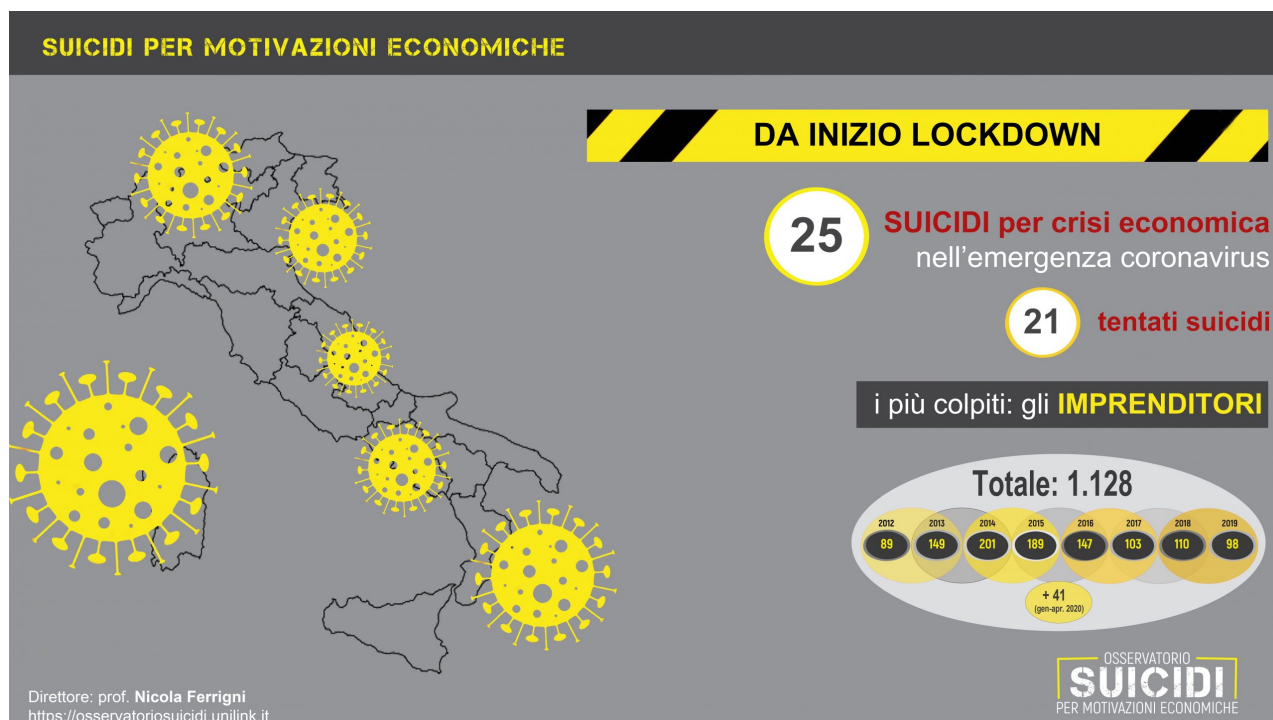 SUICIDI PER MOTIVAZIONI ECONOMICHE
DA INIZIO LOCKDOWN
25
SUICIDI per crisi economica
nell'emergenza coronavirus
21
tentati suicidi
i più colpiti: gli IMPRENDITORI
Totale: 1.128
2012 2013 2014 2015 2016 2017 2018 2019
89 149 201 189 147 103 110 98
+ 41
(gen-apr. 2020)
OSSERVATORIO
SUICIDI
PER MOTIVAZIONI ECONOMICHE
Direttore: prof. Nicola Ferrigni
https://osservatoriosuicidi.unilink.it